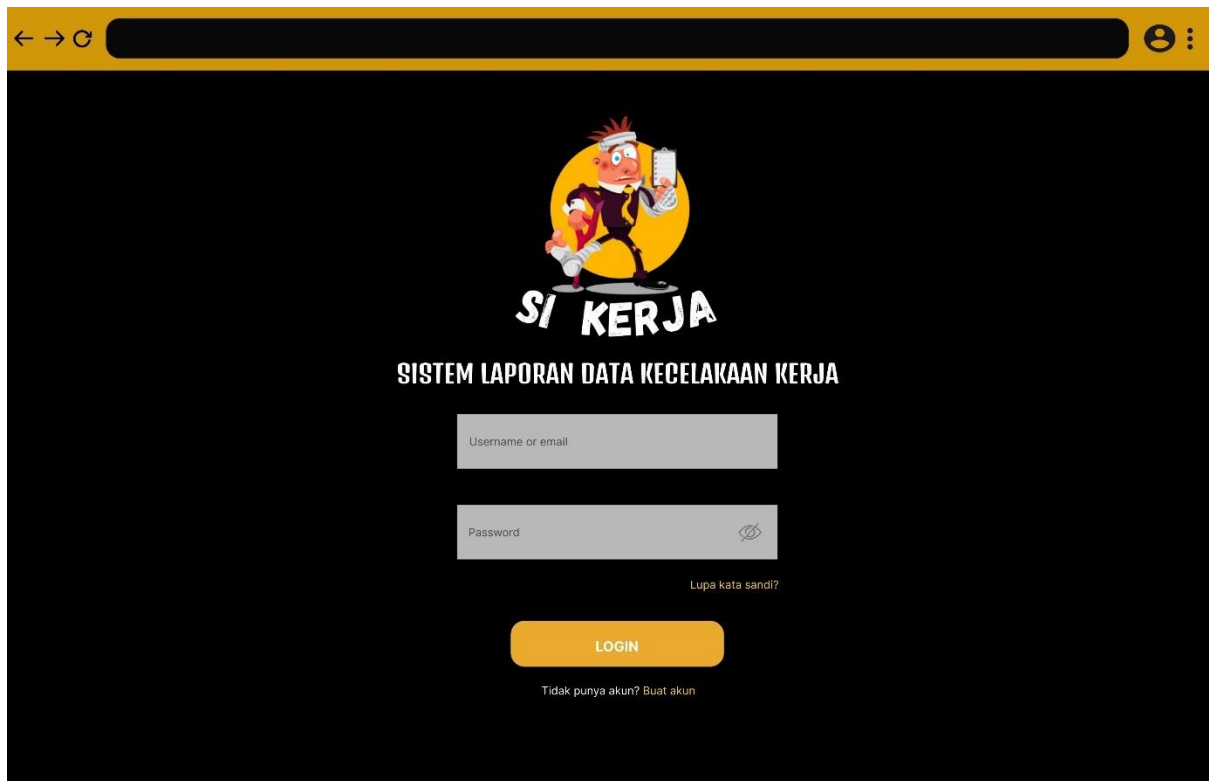 SI KERJA
SISTEM LAPORAN DATA KECELAKAAN KERJA
Username or email
Password
Lupa kata sandi?
LOGIN
Tidak punya akun? Buat akun